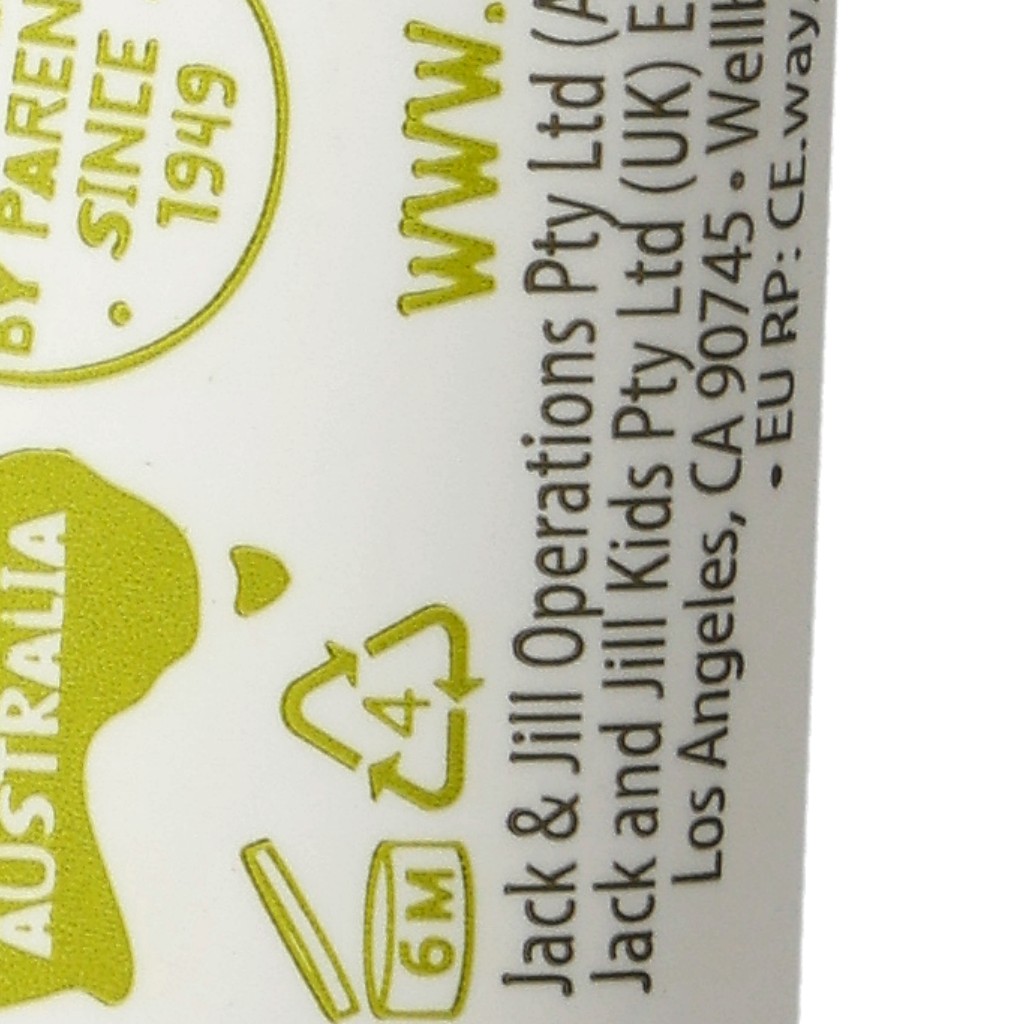 BY PAREN
SINCE
1949
AUSTRALIA
4
6 M
www.
Jack & Jill Operations Pty Ltd (A
Jack and Jill Kids Pty Ltd (UK) E
Los Angeles, CA 90745 • Wellb
• EU RP: CE.way.